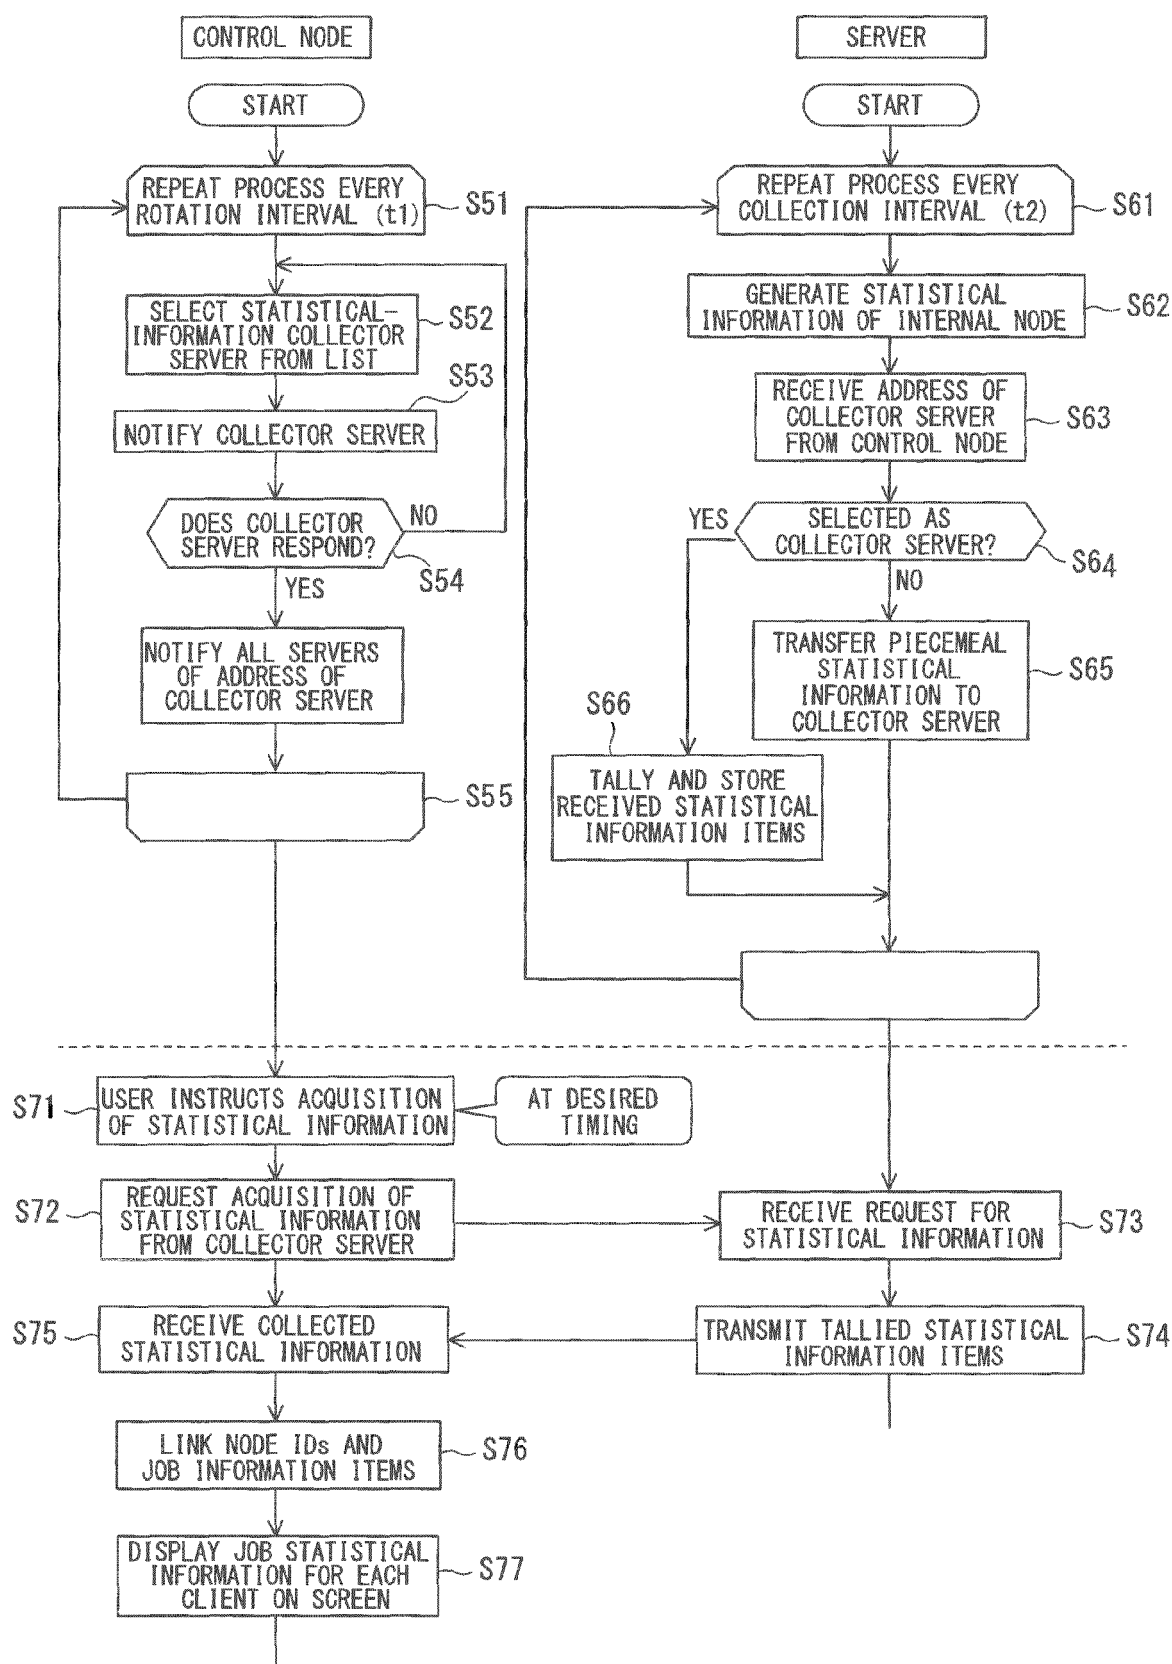 CONTROL NODE
START
REPEAT PROCESS EVERY
ROTATION INTERVAL (t1)
S51
SELECT STATISTICAL-
INFORMATION COLLECTOR
SERVER FROM LIST
S52
S53
NOTIFY COLLECTOR SERVER
DOES COLLECTOR
SERVER RESPOND?
NO
S54
YES
NOTIFY ALL SERVERS
OF ADDRESS OF
COLLECTOR SERVER
S55
SERVER
START
REPEAT PROCESS EVERY
COLLECTION INTERVAL (t2)
S61
GENERATE STATISTICAL
INFORMATION OF INTERNAL NODE
S62
RECEIVE ADDRESS OF
COLLECTOR SERVER
FROM CONTROL NODE
S63
YES
SELECTED AS
COLLECTOR SERVER?
S64
NO
TRANSFER PIECEMEAL
STATISTICAL
INFORMATION TO
COLLECTOR SERVER
S65
S66
TALLY AND STORE
RECEIVED STATISTICAL
INFORMATION ITEMS
S71
USER INSTRUCTS ACQUISITION
OF STATISTICAL INFORMATION
AT DESIRED
TIMING
S72
REQUEST ACQUISITION OF
STATISTICAL INFORMATION
FROM COLLECTOR SERVER
RECEIVE REQUEST FOR
STATISTICAL INFORMATION
S73
S75
RECEIVE COLLECTED
STATISTICAL INFORMATION
TRANSMIT TALLIED STATISTICAL
INFORMATION ITEMS
S74
LINK NODE IDs AND
JOB INFORMATION ITEMS
S76
DISPLAY JOB STATISTICAL
INFORMATION FOR EACH
CLIENT ON SCREEN
S77